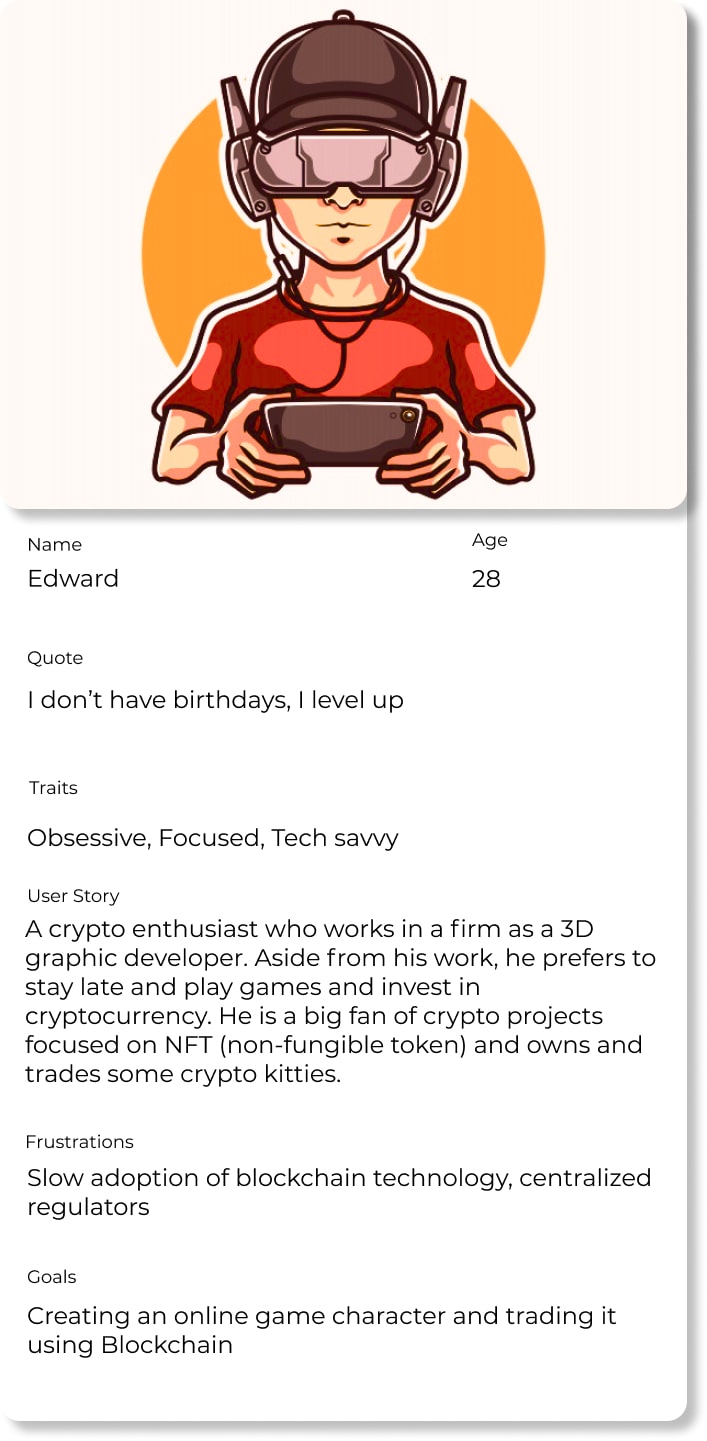 Name
Age
Edward
28
Quote
I don’t have birthdays, I level up
Traits
Obsessive, Focused, Tech savvy
User Story
A crypto enthusiast who works in a firm as a 3D
graphic developer. Aside from his work, he prefers to
stay late and play games and invest in
cryptocurrency. He is a big fan of crypto projects
focused on NFT (non-fungible token) and owns and
trades some crypto kitties.
Frustrations
Slow adoption of blockchain technology, centralized
regulators
Goals
Creating an online game character and trading it
using Blockchain